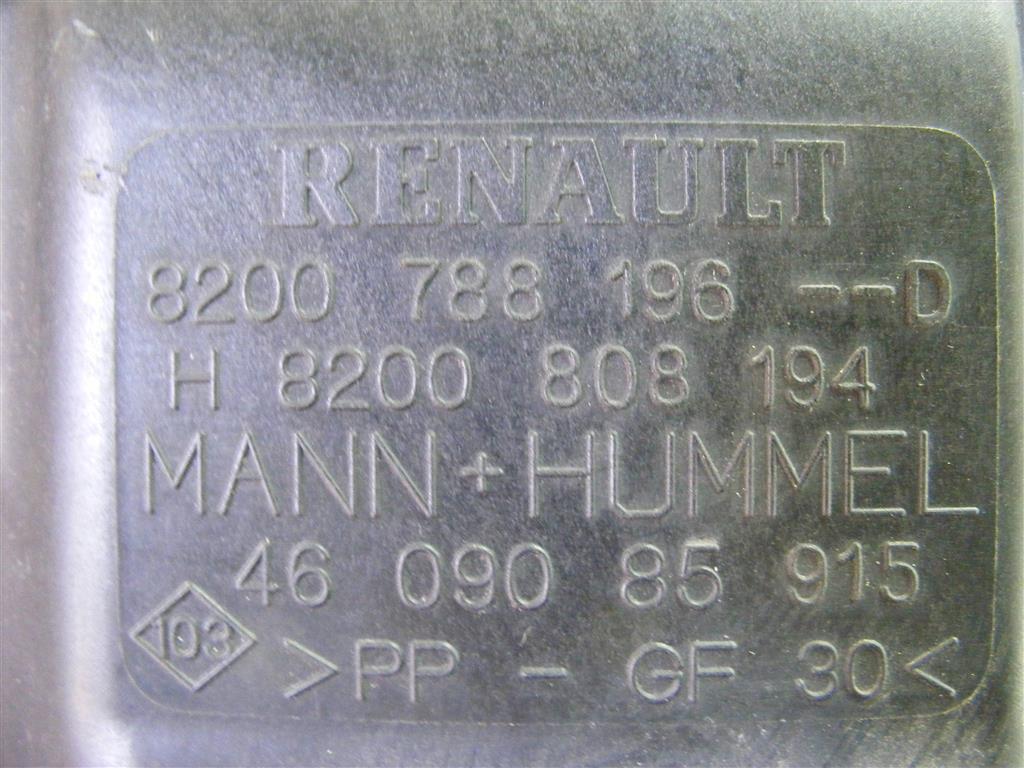 RENAULT
8200 788 196 --D
H 8200 808 194
MANN+HUMMEL
46 090 85 915
103
>PP - GF 30<